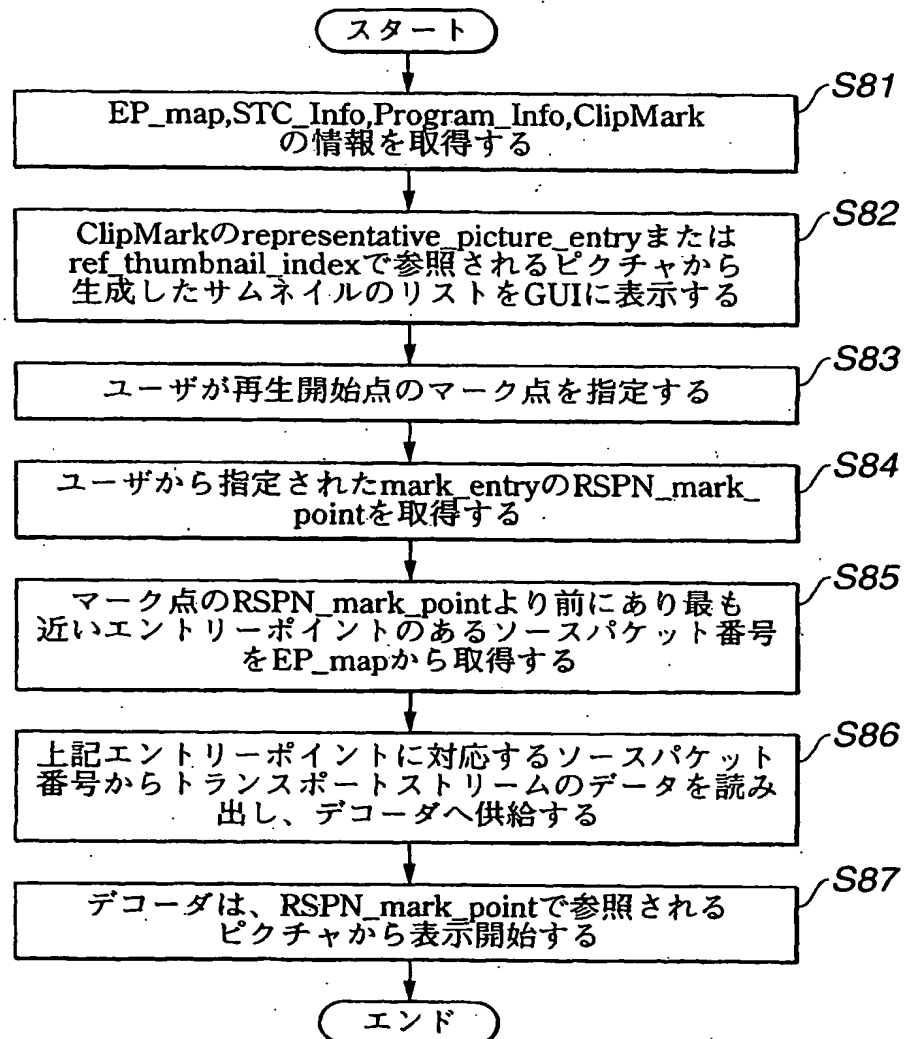 スタート
S81
EP_map,STC_Info,Program_Info,ClipMark
の情報を取得する
S82
ClipMarkのrepresentative_picture_entryまたは
ref_thumbnail_indexで参照されるピクチャから
生成したサムネイルのリストをGUIに表示する
S83
ユーザが再生開始点のマーク点を指定する
S84
ユーザから指定されたmark_entryのRSPN_mark_
pointを取得する
S85
マーク点のRSPN_mark_pointより前にあり最も
近いエントリーポイントのあるソースパケット番号
をEP_mapから取得する
S86
上記エントリーポイントに対応するソースパケット
番号からトランスポートストリームのデータを読み
出し、デコーダへ供給する
S87
デコーダは、RSPN_mark_pointで参照される
ピクチャから表示開始する
エンド